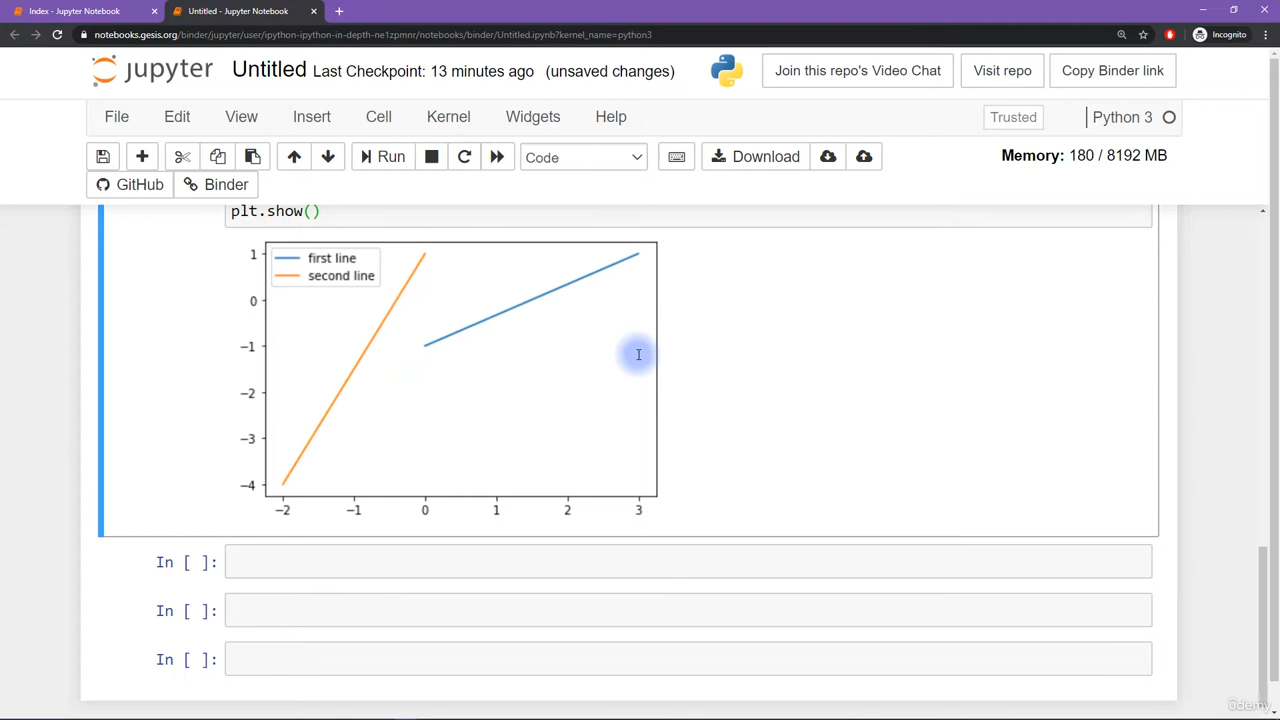 Index - Jupyter Notebook
Untitled - Jupyter Notebook
notebooks.gesis.org/binder/jupyter/user/ipython-ipython-in-depth-ne1zpmnr/notebooks/binder/Untitled.ipynb?kernel_name=python3
Incognito
jupyter Untitled Last Checkpoint: 13 minutes ago (unsaved changes)
Join this repo's Video Chat Visit repo Copy Binder link
File Edit View Insert Cell Kernel Widgets Help
Trusted Python 3
Run Code Download Memory: 180 / 8192 MB
GitHub Binder
plt.show()
first line
second line
1
0
−1
−2
−3
−4
−2 −1 0 1 2 3
In [ ]:
In [ ]:
In [ ]:
ûdemy